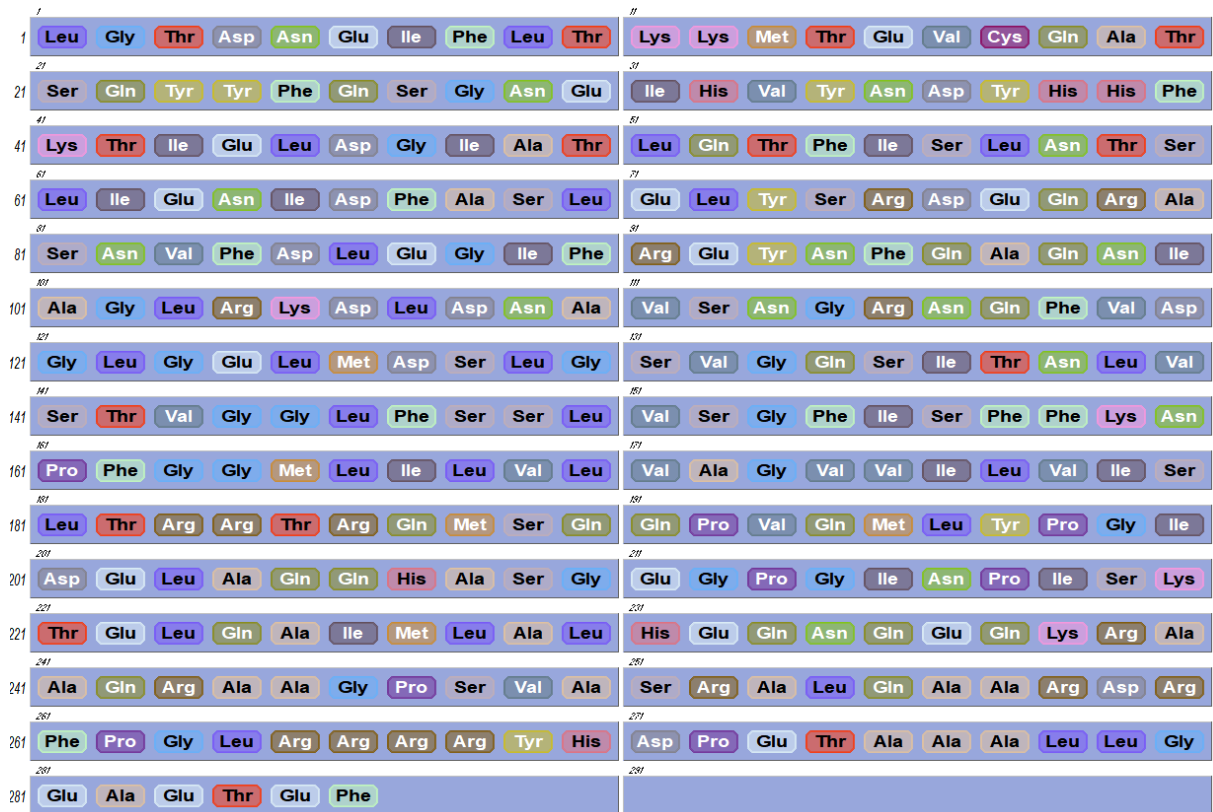 1 11
1 Leu Gly Thr Asp Asn Glu Ile Phe Leu Thr Lys Lys Met Thr Glu Val Cys Gln Ala Thr
21 31
21 Ser Gln Tyr Tyr Phe Gln Ser Gly Asn Glu Ile His Val Tyr Asn Asp Tyr His His Phe
41 51
41 Lys Thr Ile Glu Leu Asp Gly Ile Ala Thr Leu Gln Thr Phe Ile Ser Leu Asn Thr Ser
61 71
61 Leu Ile Glu Asn Ile Asp Phe Ala Ser Leu Glu Leu Tyr Ser Arg Asp Glu Gln Arg Ala
81 91
81 Ser Asn Val Phe Asp Leu Glu Gly Ile Phe Arg Glu Tyr Asn Phe Gln Ala Gln Asn Ile
101 111
101 Ala Gly Leu Arg Lys Asp Leu Asp Asn Ala Val Ser Asn Gly Arg Asn Gln Phe Val Asp
121 131
121 Gly Leu Gly Glu Leu Met Asp Ser Leu Gly Ser Val Gly Gln Ser Ile Thr Asn Leu Val
141 151
141 Ser Thr Val Gly Gly Leu Phe Ser Ser Leu Val Ser Gly Phe Ile Ser Phe Phe Lys Asn
161 171
161 Pro Phe Gly Gly Met Leu Ile Leu Val Leu Val Ala Gly Val Val Ile Leu Val Ile Ser
181 191
181 Leu Thr Arg Arg Thr Arg Gln Met Ser Gln Gln Pro Val Gln Met Leu Tyr Pro Gly Ile
201 211
201 Asp Glu Leu Ala Gln Gln His Ala Ser Gly Glu Gly Pro Gly Ile Asn Pro Ile Ser Lys
221 231
221 Thr Glu Leu Gln Ala Ile Met Leu Ala Leu His Glu Gln Asn Gln Glu Gln Lys Arg Ala
241 251
241 Ala Gln Arg Ala Ala Gly Pro Ser Val Ala Ser Arg Ala Leu Gln Ala Ala Arg Asp Arg
261 271
261 Phe Pro Gly Leu Arg Arg Arg Arg Tyr His Asp Pro Glu Thr Ala Ala Ala Leu Leu Gly
281 291
281 Glu Ala Glu Thr Glu Phe